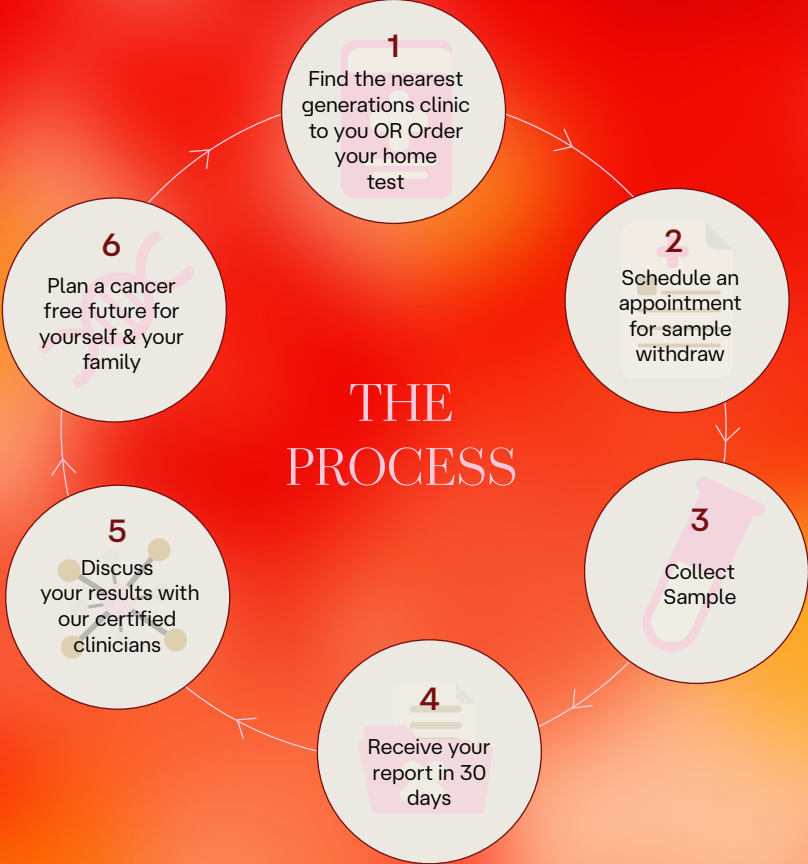 1
Find the nearest
generations clinic
to you OR Order
your home
test
2
Schedule an
appointment
for sample
withdraw
3
Collect
Sample
4
Receive your
report in 30
days
5
Discuss
your results with
our certified
clinicians
6
Plan a cancer
free future for
yourself & your
family
THE
PROCESS